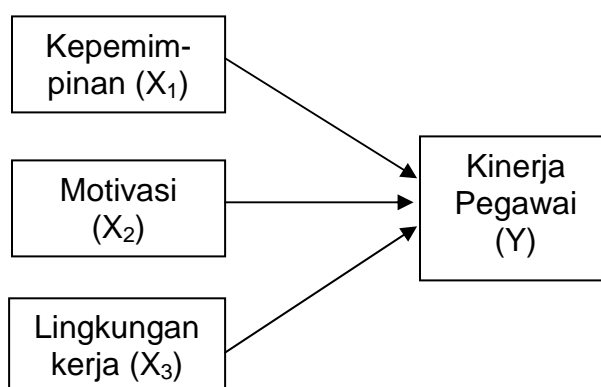 Kepemim-
pinan (X₁)
Motivasi
(X₂)
Lingkungan
kerja (X₃)
Kinerja
Pegawai
(Y)